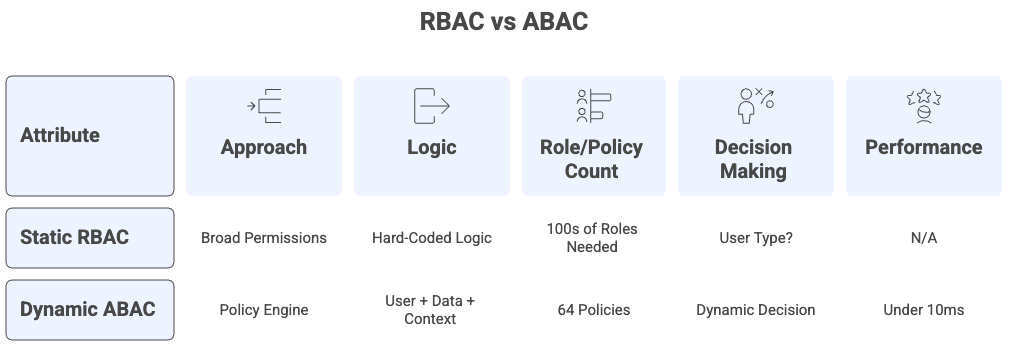 RBAC vs ABAC
Attribute
Approach
Logic
Role/Policy
Count
Decision
Making
Performance
Static RBAC
Broad Permissions
Hard-Coded Logic
100s of Roles
Needed
User Type?
N/A
Dynamic ABAC
Policy Engine
User + Data +
Context
64 Policies
Dynamic Decision
Under 10ms